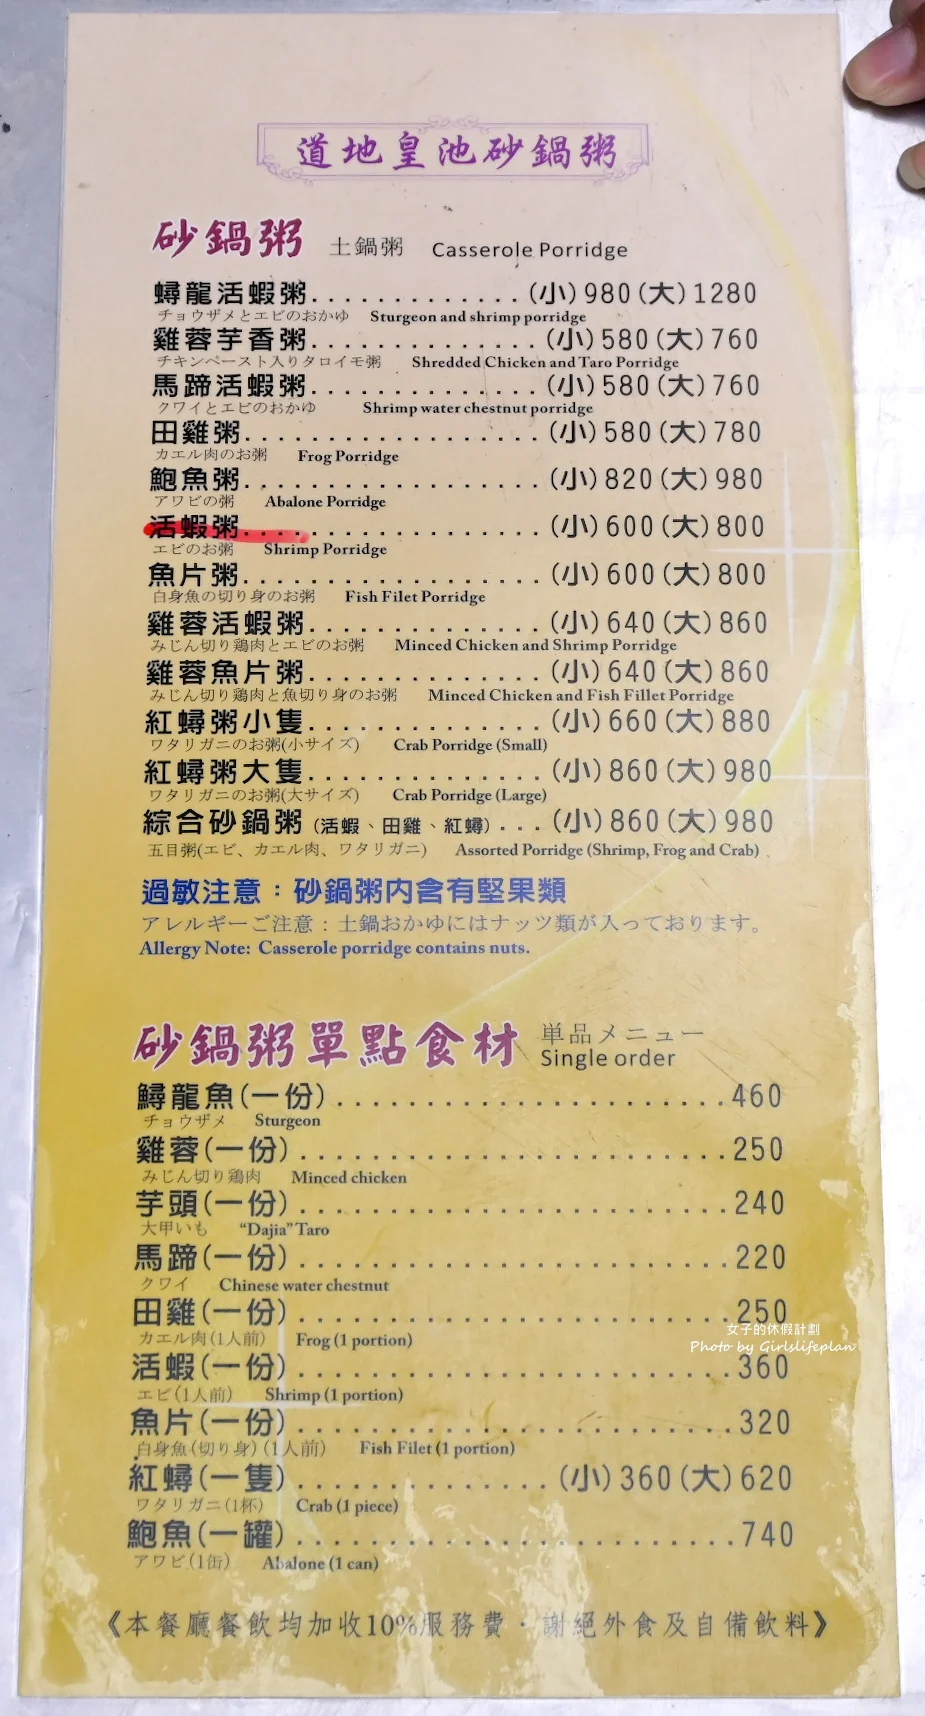 道地皇池砂鍋粥
砂鍋粥 土鍋粥 Casserole Porridge
蟳龍活蝦粥..............(小)980(大)1280
チョウザメとエビのおかゆ Sturgeon and shrimp porridge
雞蓉芋香粥...............(小)580(大)760
チキンペースト入りタロイモ粥 Shredded Chicken and Taro Porridge
馬蹄活蝦粥...............(小)580(大)760
クワイとエビのおかゆ Shrimp water chestnut porridge
田雞粥...................(小)580(大)780
カエル肉のお粥 Frog Porridge
鮑魚粥...................(小)820(大)980
アワビの粥 Abalone Porridge
活蝦粥...................(小)600(大)800
エビのお粥 Shrimp Porridge
魚片粥...................(小)600(大)800
白身魚の切り身のお粥 Fish Filet Porridge
雞蓉活蝦粥...............(小)640(大)860
みじん切り鶏肉とエビのお粥 Minced Chicken and Shrimp Porridge
雞蓉魚片粥...............(小)640(大)860
みじん切り鶏肉と魚切り身のお粥 Minced Chicken and Fish Fillet Porridge
紅蟳粥小隻...............(小)660(大)880
ワタリガニのお粥(小サイズ) Crab Porridge (Small)
紅蟳粥大隻...............(小)860(大)980
ワタリガニのお粥(大サイズ) Crab Porridge (Large)
綜合砂鍋粥(活蝦、田雞、紅蟳)...(小)860(大)980
五目粥(エビ、カエル肉、ワタリガニ) Assorted Porridge (Shrimp, Frog and Crab)
過敏注意：砂鍋粥内含有堅果類
アレルギーご注意：土鍋おかゆにはナッツ類が入っております。
Allergy Note: Casserole porridge contains nuts.
砂鍋粥單點食材 単品メニュー
Single order
鱘龍魚(一份)..........................460
チョウザメ Sturgeon
雞蓉(一份)............................250
みじん切り鶏肉 Minced chicken
芋頭(一份)............................240
大甲いも “Dajia” Taro
馬蹄(一份)............................220
クワイ Chinese water chestnut
田雞(一份)............................250
カエル肉(1人前) Frog (1 portion)
女子的休假計劃
Photo by Girlslifeplan
活蝦(一份)............................360
エビ(1人前) Shrimp (1 portion)
魚片(一份)............................320
白身魚(切り身)(1人前) Fish Filet (1 portion)
紅蟳(一隻)................(小)360(大)620
ワタリガニ(1杯) Crab (1 piece)
鮑魚(一罐)............................740
アワビ(1缶) Abalone (1 can)
《本餐廳餐飲均加收10%服務費·謝絕外食及自備飲料》